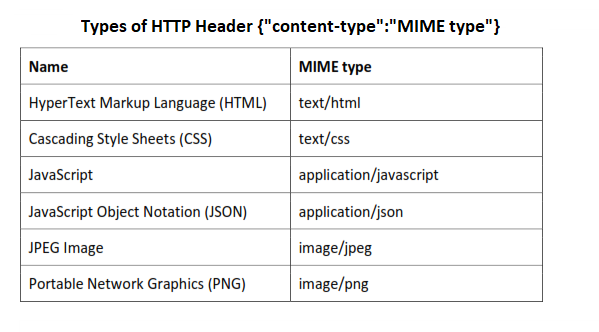 Types of HTTP Header {"content-type":"MIME type"}
Name MIME type
HyperText Markup Language (HTML) text/html
Cascading Style Sheets (CSS) text/css
JavaScript application/javascript
JavaScript Object Notation (JSON) application/json
JPEG Image image/jpeg
Portable Network Graphics (PNG) image/png